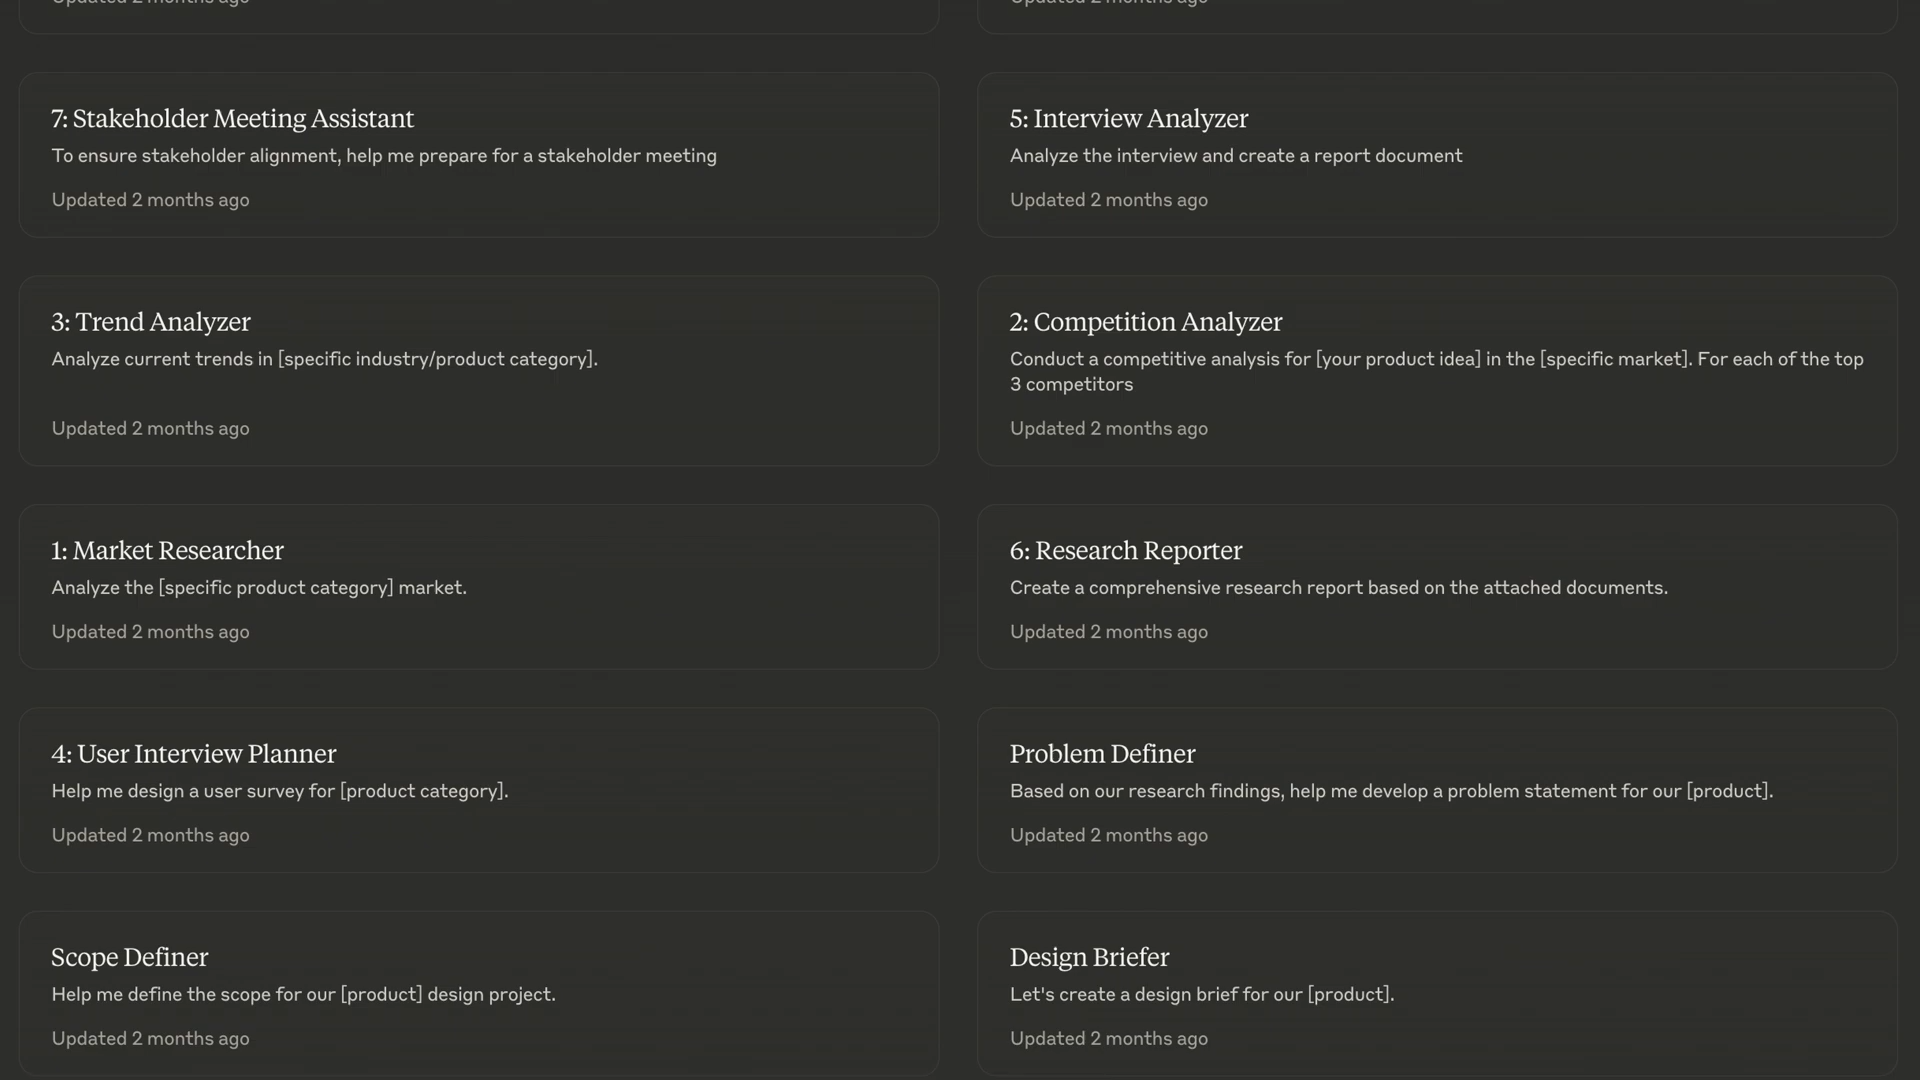 Updated 2 months ago
Updated 2 months ago
7: Stakeholder Meeting Assistant
To ensure stakeholder alignment, help me prepare for a stakeholder meeting
Updated 2 months ago
5: Interview Analyzer
Analyze the interview and create a report document
Updated 2 months ago
3: Trend Analyzer
Analyze current trends in [specific industry/product category].
Updated 2 months ago
2: Competition Analyzer
Conduct a competitive analysis for [your product idea] in the [specific market]. For each of the top
3 competitors
Updated 2 months ago
1: Market Researcher
Analyze the [specific product category] market.
Updated 2 months ago
6: Research Reporter
Create a comprehensive research report based on the attached documents.
Updated 2 months ago
4: User Interview Planner
Help me design a user survey for [product category].
Updated 2 months ago
Problem Definer
Based on our research findings, help me develop a problem statement for our [product].
Updated 2 months ago
Scope Definer
Help me define the scope for our [product] design project.
Updated 2 months ago
Design Briefer
Let's create a design brief for our [product].
Updated 2 months ago